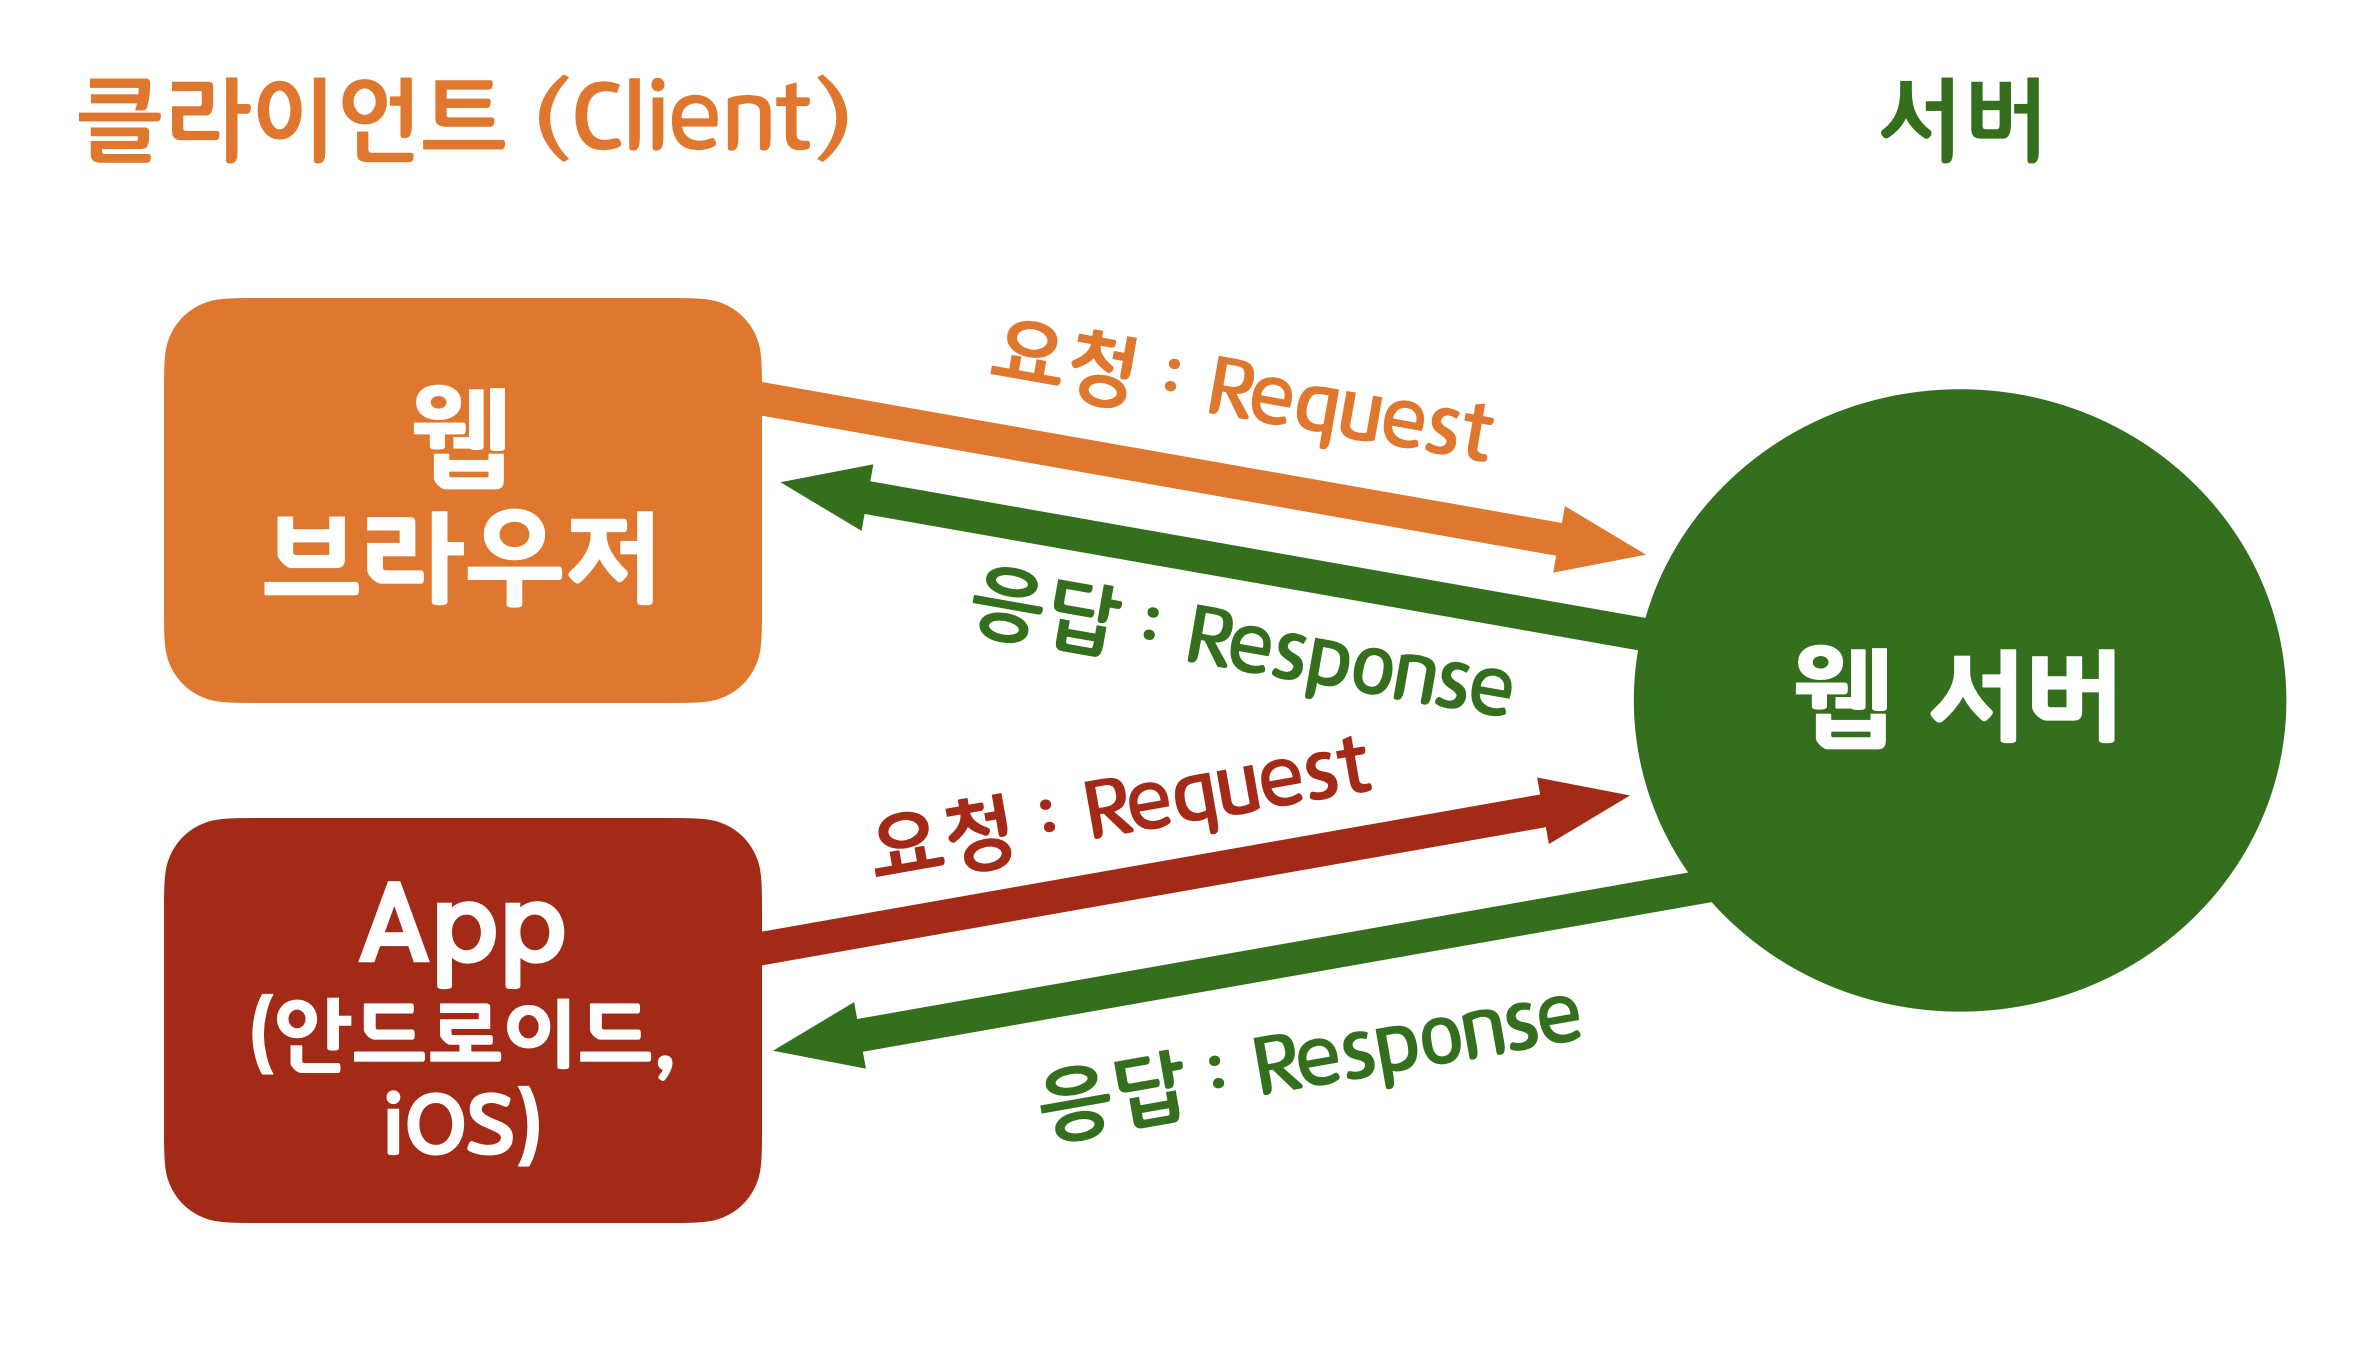 클라이언트 (Client)
서버
웹
브라우저
요청 : Request
응답 : Response
웹 서버
요청 : Request
App
(안드로이드,
iOS)
응답 : Response